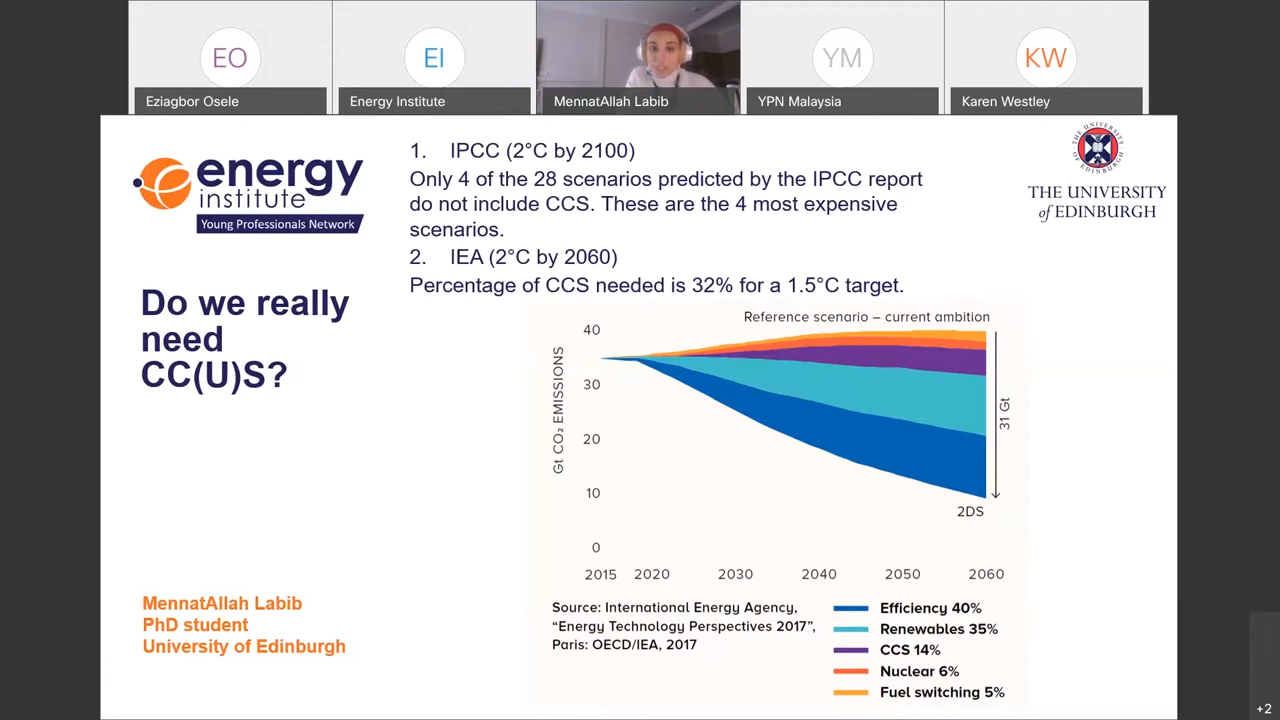 EO
EI
YM
KW
Eziagbor Osele
Energy Institute
MennatAllah Labib
YPN Malaysia
Karen Westley
energy
institute
Young Professionals Network
1. IPCC (2°C by 2100)
Only 4 of the 28 scenarios predicted by the IPCC report
do not include CCS. These are the 4 most expensive
scenarios.
2. IEA (2°C by 2060)
Percentage of CCS needed is 32% for a 1.5°C target.
THE UNIVERSITY
of EDINBURGH
Do we really
need
CC(U)S?
Reference scenario – current ambition
Gt CO₂ EMISSIONS
40
30
20
10
0
31 Gt
2DS
2015 2020 2030 2040 2050 2060
Source: International Energy Agency,
“Energy Technology Perspectives 2017”,
Paris: OECD/IEA, 2017
Efficiency 40%
Renewables 35%
CCS 14%
Nuclear 6%
Fuel switching 5%
MennatAllah Labib
PhD student
University of Edinburgh
+2